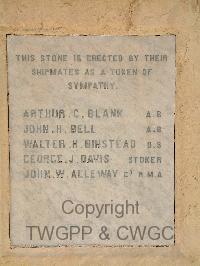 THIS STONE IS ERECTED BY THEIR
SHIPMATES AS A TOKEN OF
SYMPATHY.
ARTHUR. C. BLANK A.B
JOHN. H. BELL A.B
WALTER. H. BINSTEAD O.S
GEORGE. J. DAVIS STOKER
JOHN. W. ALLEWAY Cᴿ R.M.A
Copyright
TWGPP & CWGC